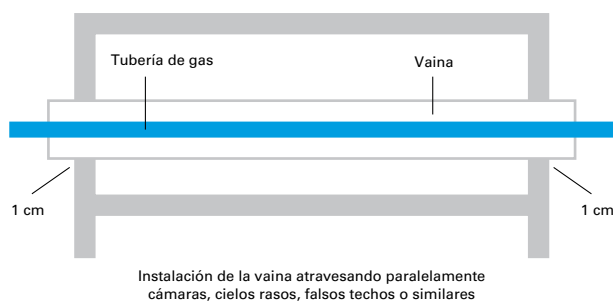 Tubería de gas
Vaina
1 cm
1 cm
Instalación de la vaina atravesando paralelamente
cámaras, cielos rasos, falsos techos o similares